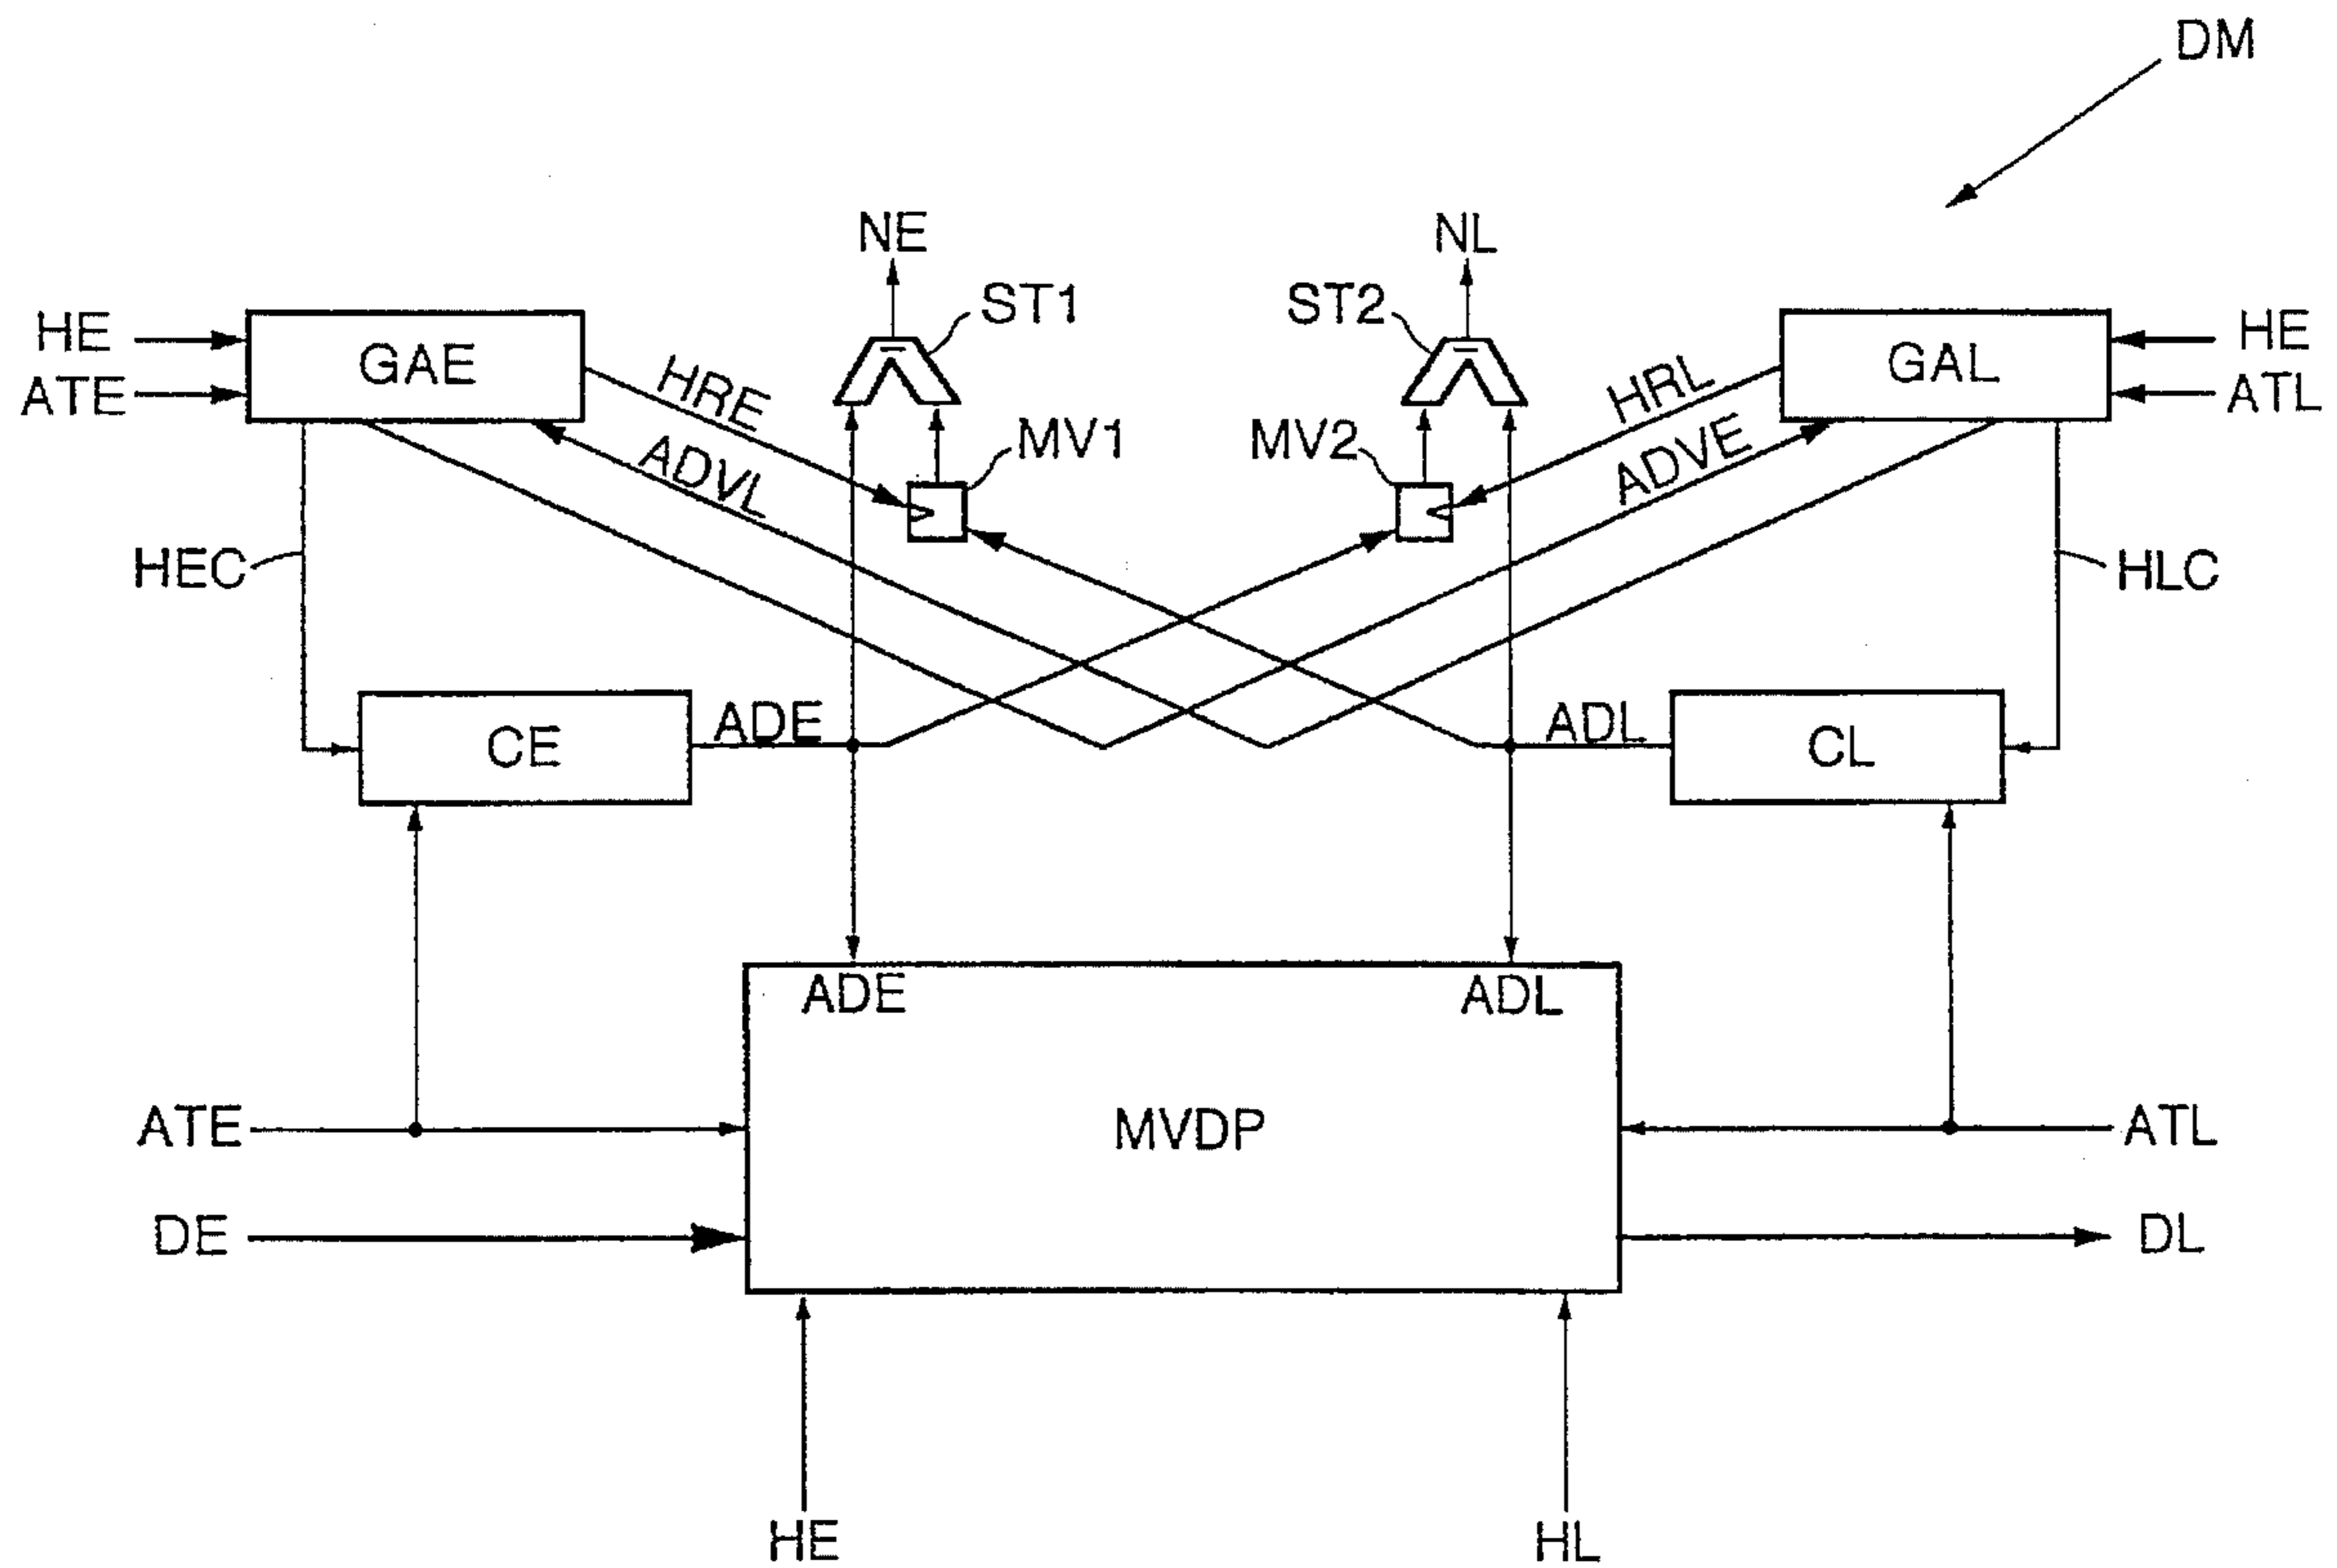 DM
NE
NL
ST1
ST2
HE
GAE
GAL
HE
ATE
ATL
HRE
HRL
ADVL
ADVE
MV1
MV2
HEC
HLC
ADE
ADL
CE
CL
ADE
ADL
ATE
MVDP
ATL
DE
DL
HE
HL